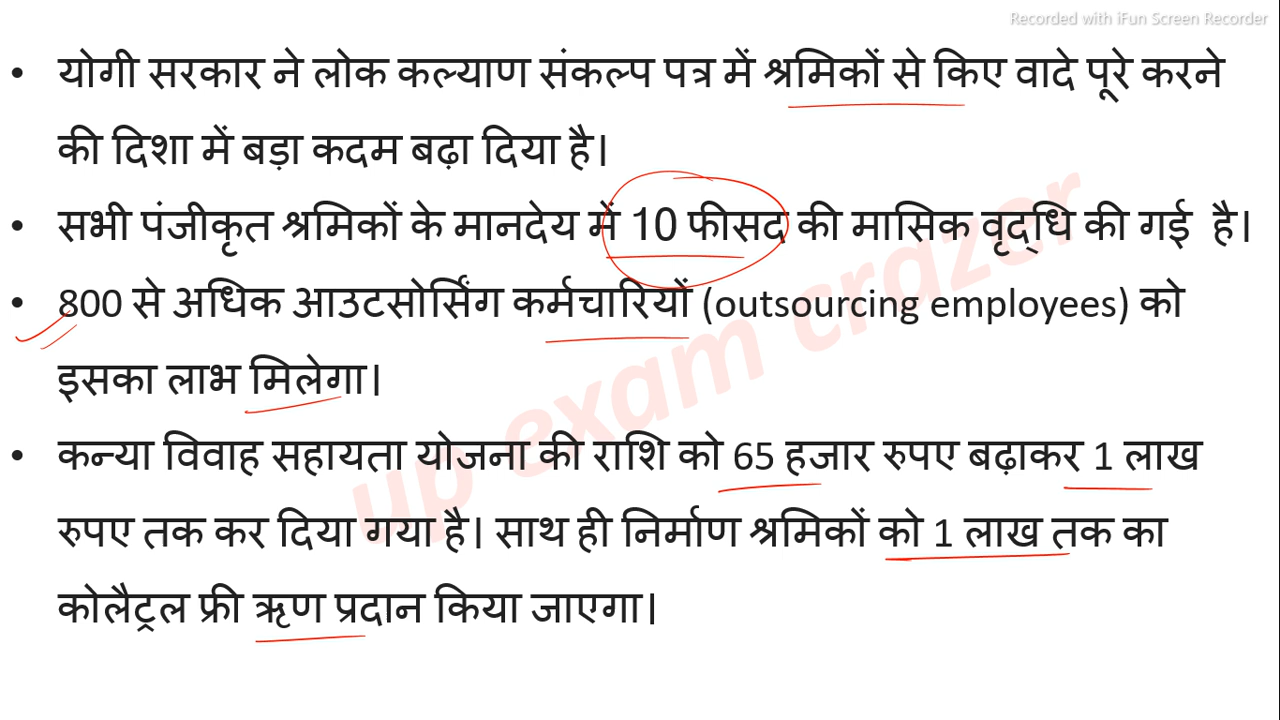 Recorded with iFun Screen Recorder
• योगी सरकार ने लोक कल्याण संकल्प पत्र में श्रमिकों से किए वादे पूरे करने
की दिशा में बड़ा कदम बढ़ा दिया है।
• सभी पंजीकृत श्रमिकों के मानदेय में 10 फीसद की मासिक वृद्धि की गई है।
• 800 से अधिक आउटसोर्सिंग कर्मचारियों (outsourcing employees) को
इसका लाभ मिलेगा।
• कन्या विवाह सहायता योजना की राशि को 65 हजार रुपए बढ़ाकर 1 लाख
रुपए तक कर दिया गया है। साथ ही निर्माण श्रमिकों को 1 लाख तक का
कोलैट्रल फ्री ऋण प्रदान किया जाएगा।
up exam crazer